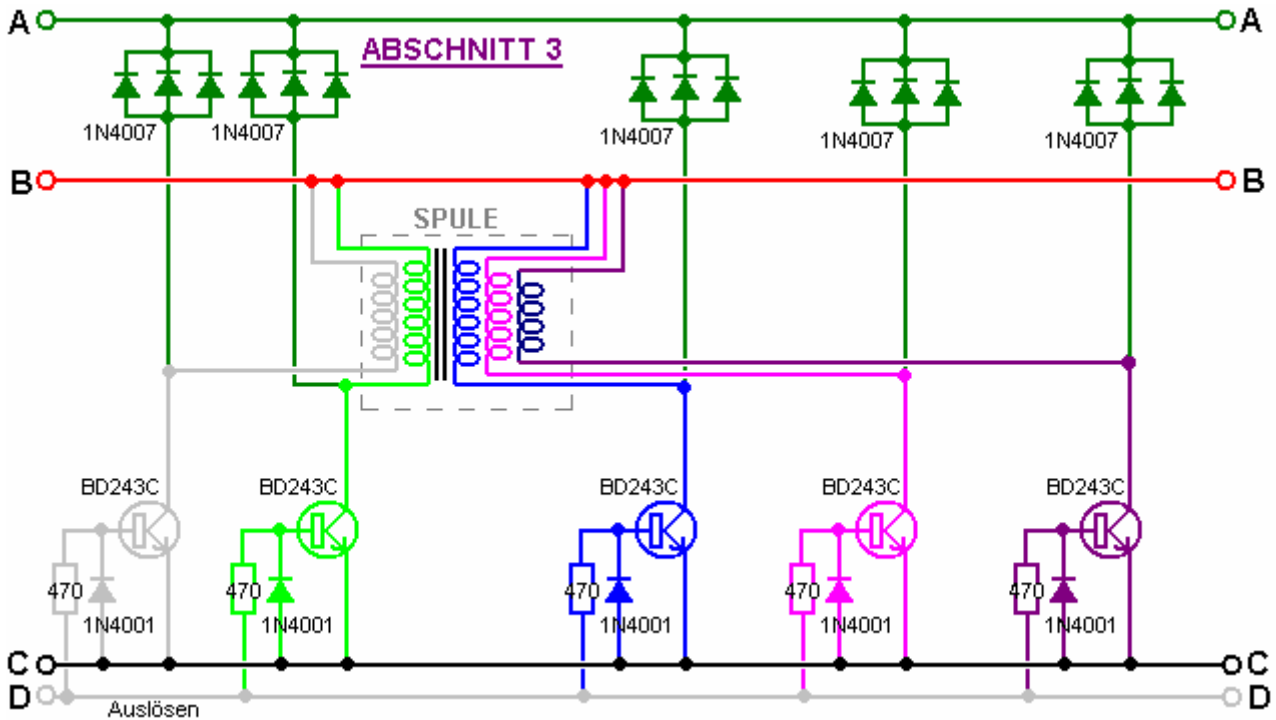 A A
ABSCHNITT 3
1N4007 1N4007 1N4007 1N4007 1N4007
B B
SPULE
BD243C BD243C BD243C BD243C BD243C
470 470 470 470 470
1N4001 1N4001 1N4001 1N4001 1N4001
C C
D D
Auslösen